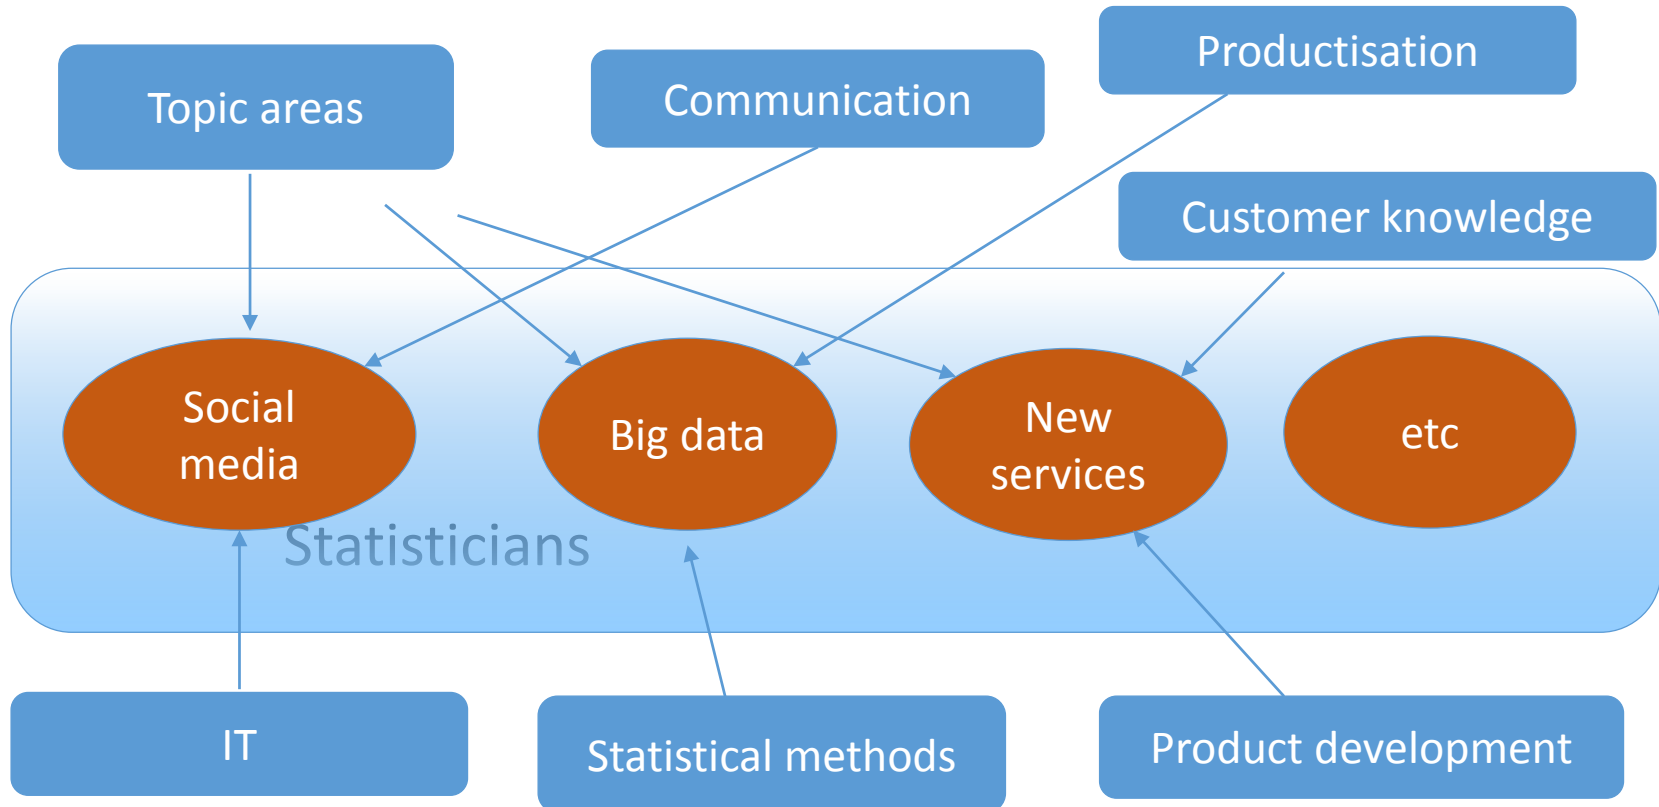 Topic areas
Communication
Productisation
Customer knowledge
Social
media
Big data
New
services
etc
Statisticians
IT
Statistical methods
Product development